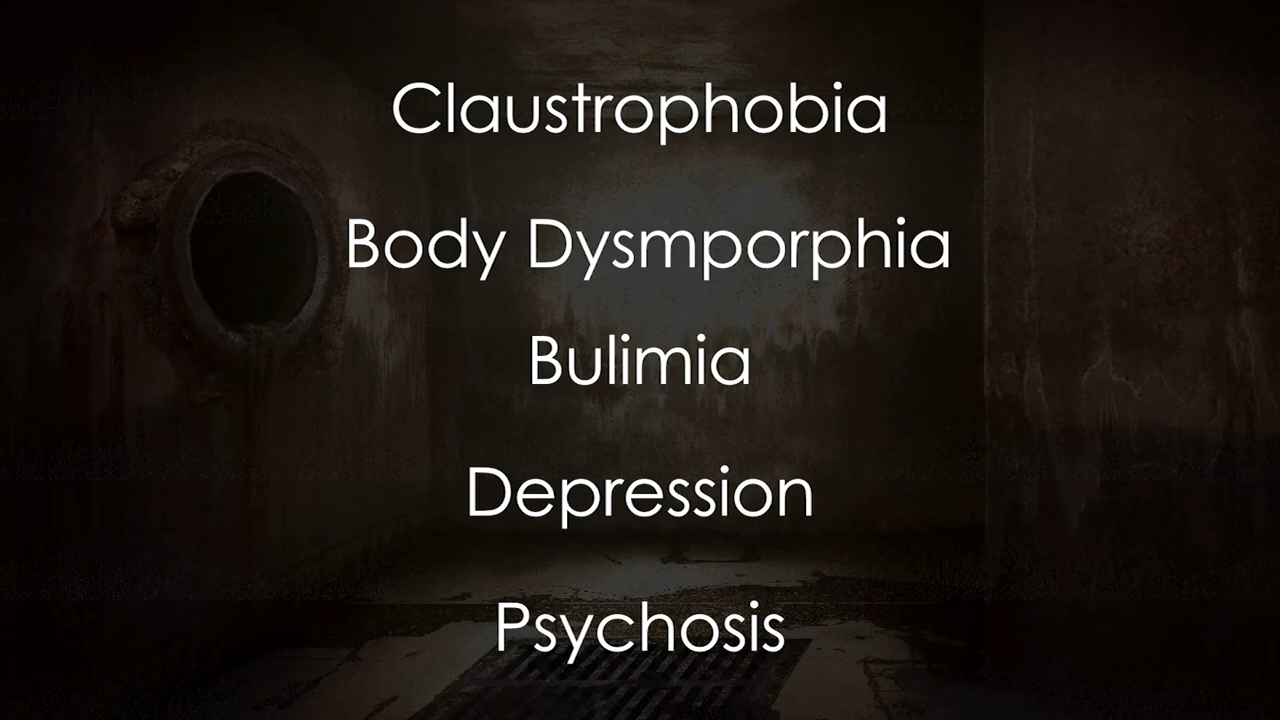 Claustrophobia
Body Dysmporphia
Bulimia
Depression
Psychosis